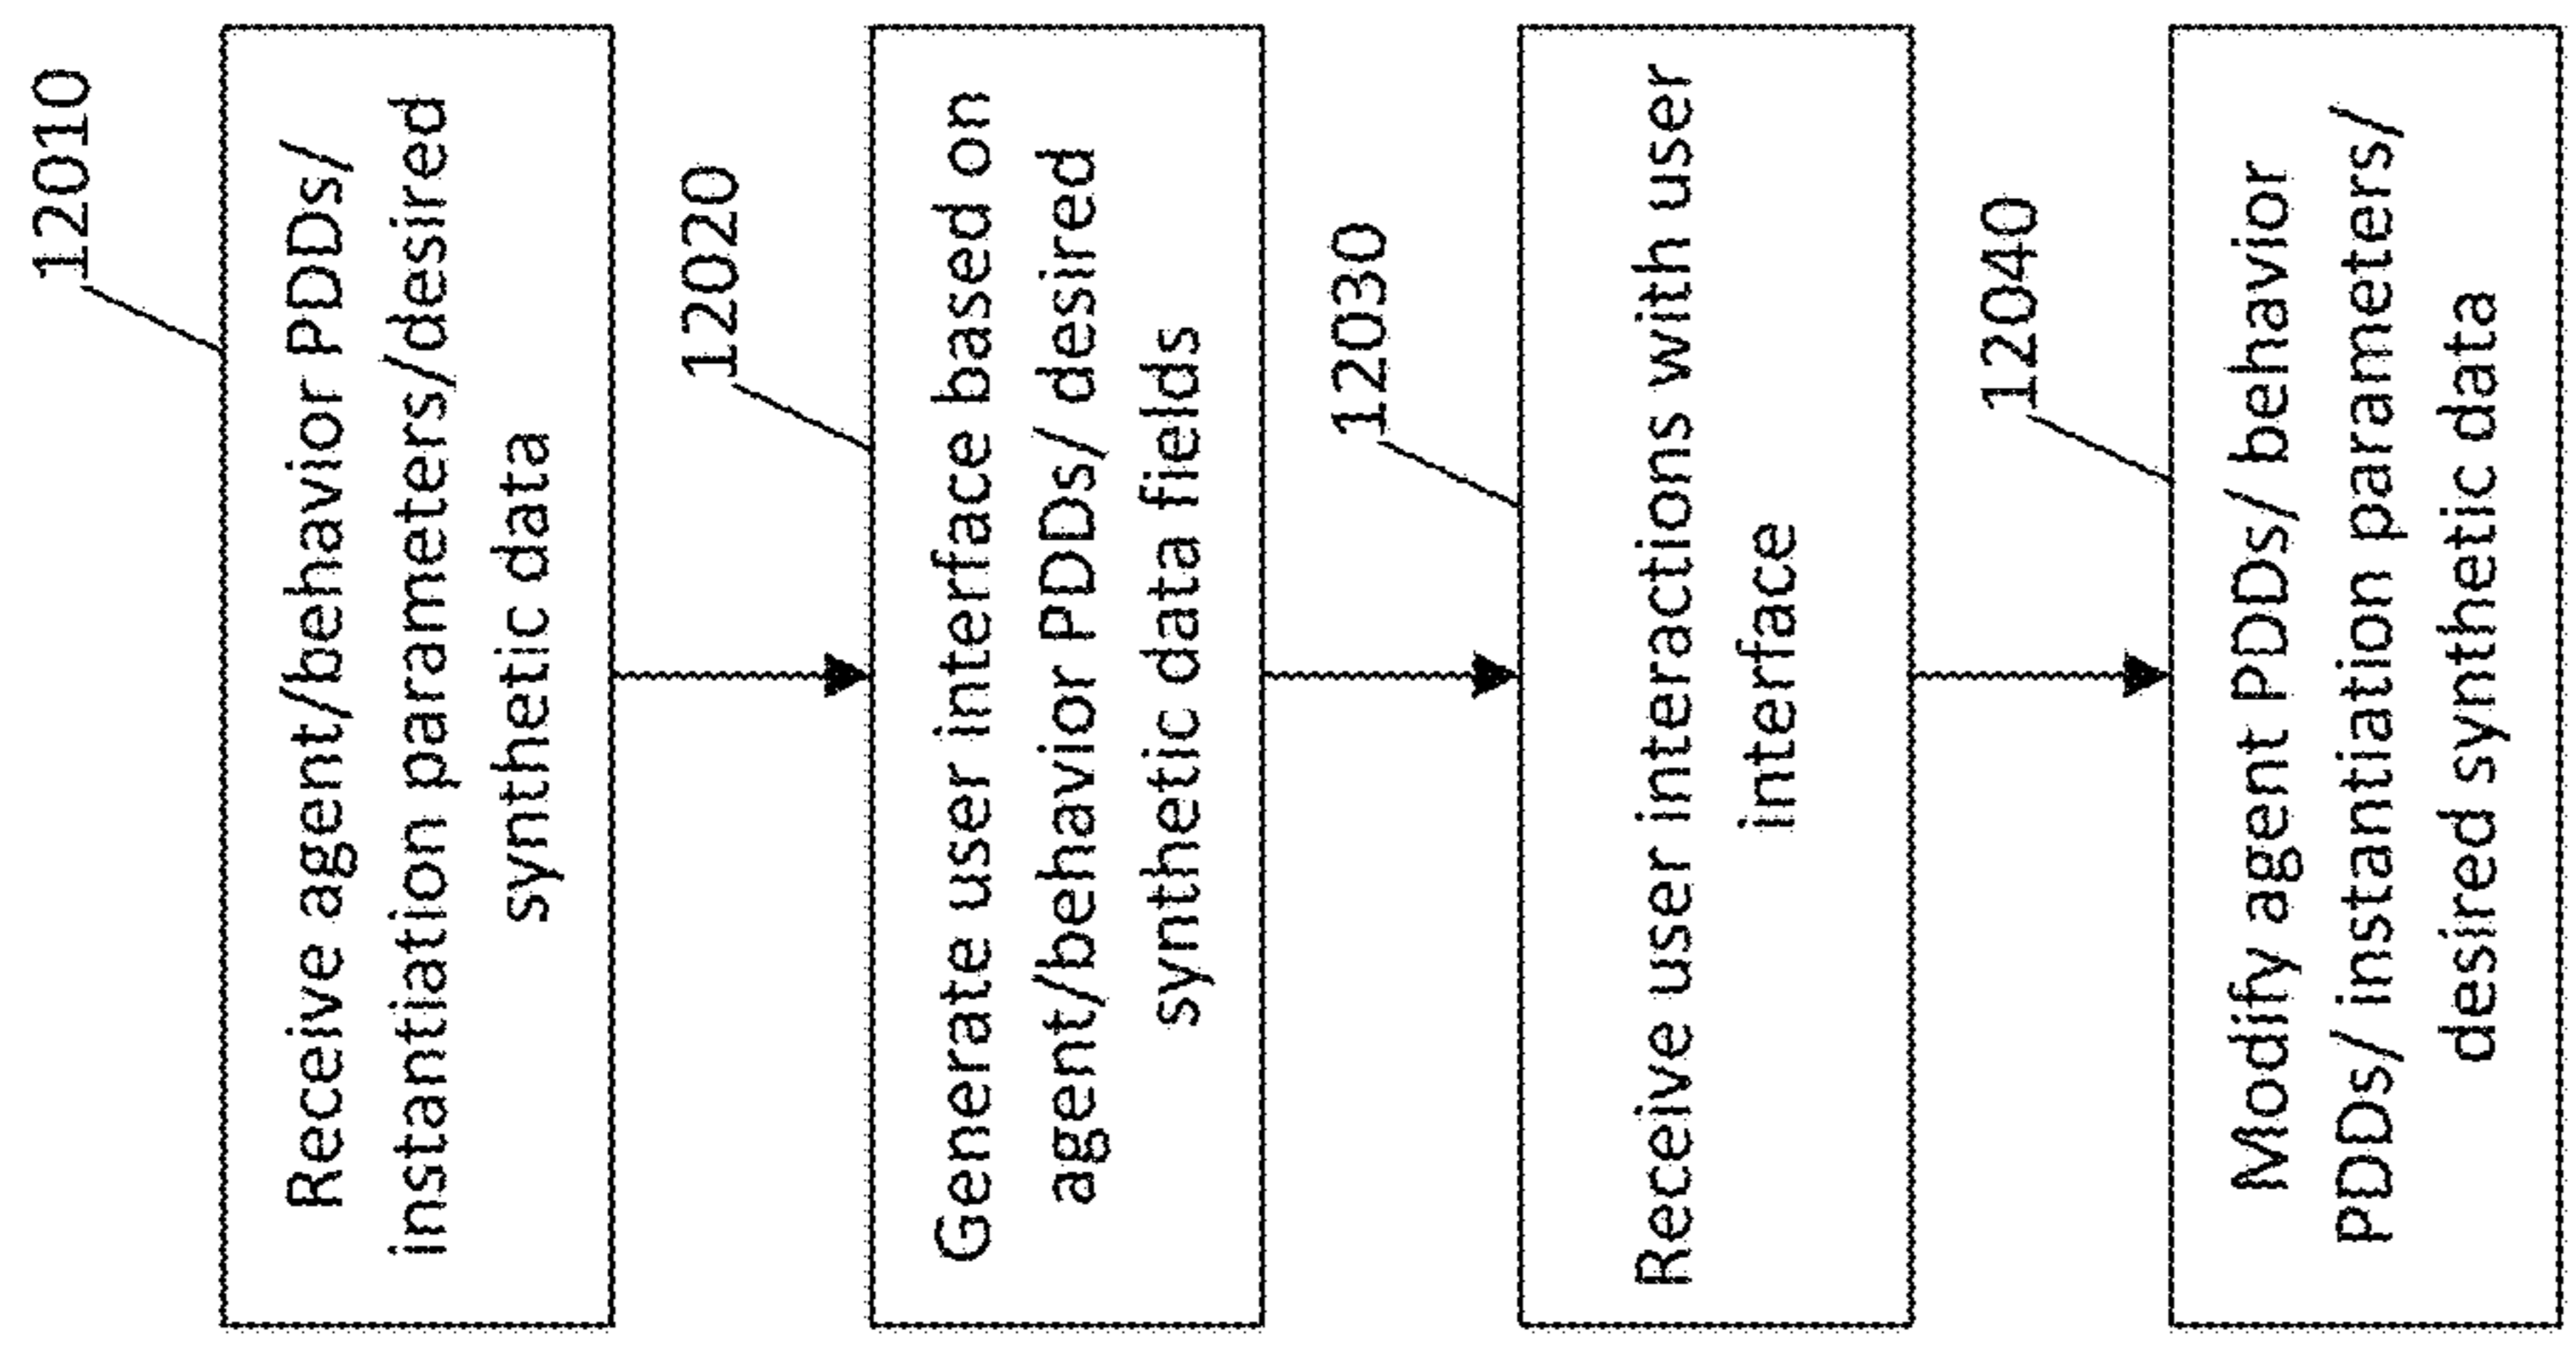 12010
Receive agent/behavior PDDs/
instantiation parameters/desired
synthetic data
12020
Generate user interface based on
agent/behavior PDDs/ desired
synthetic data fields
12030
Receive user interactions with user
interface
12040
Modify agent PDDs/ behavior
PDDs/ instantiation parameters/
desired synthetic data